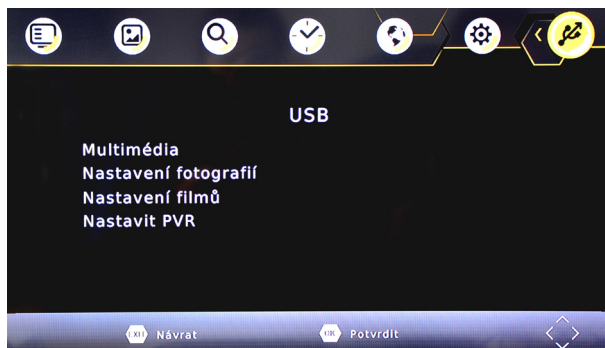 USB
Multimédia
Nastavení fotografií
Nastavení filmů
Nastavit PVR
EXIT Návrat
OK Potvrdit